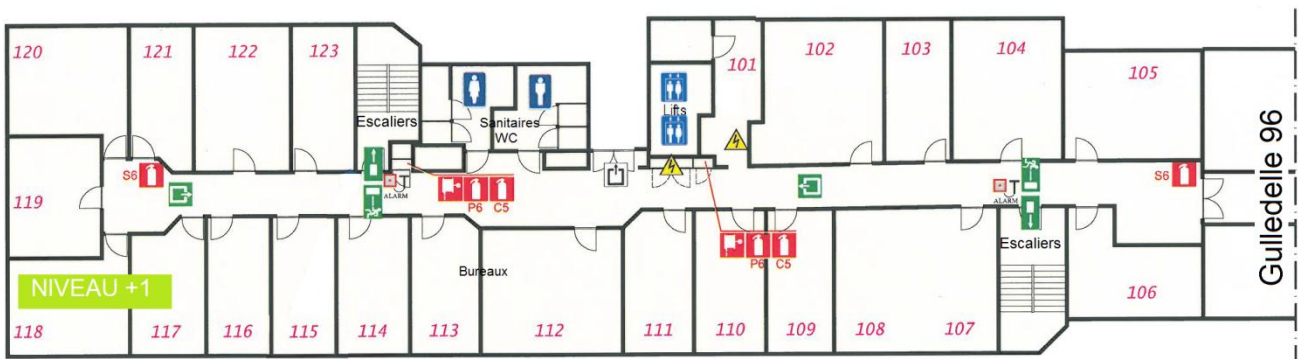 120
121
122
123
101
102
103
104
105
Lifts
Escaliers
Sanitaires
WC
S6
S6
119
ALARM
P6
C5
ALARM
Gulledelle 96
Escaliers
P6
C5
Bureaux
NIVEAU +1
118
117
116
115
114
113
112
111
110
109
108
107
106